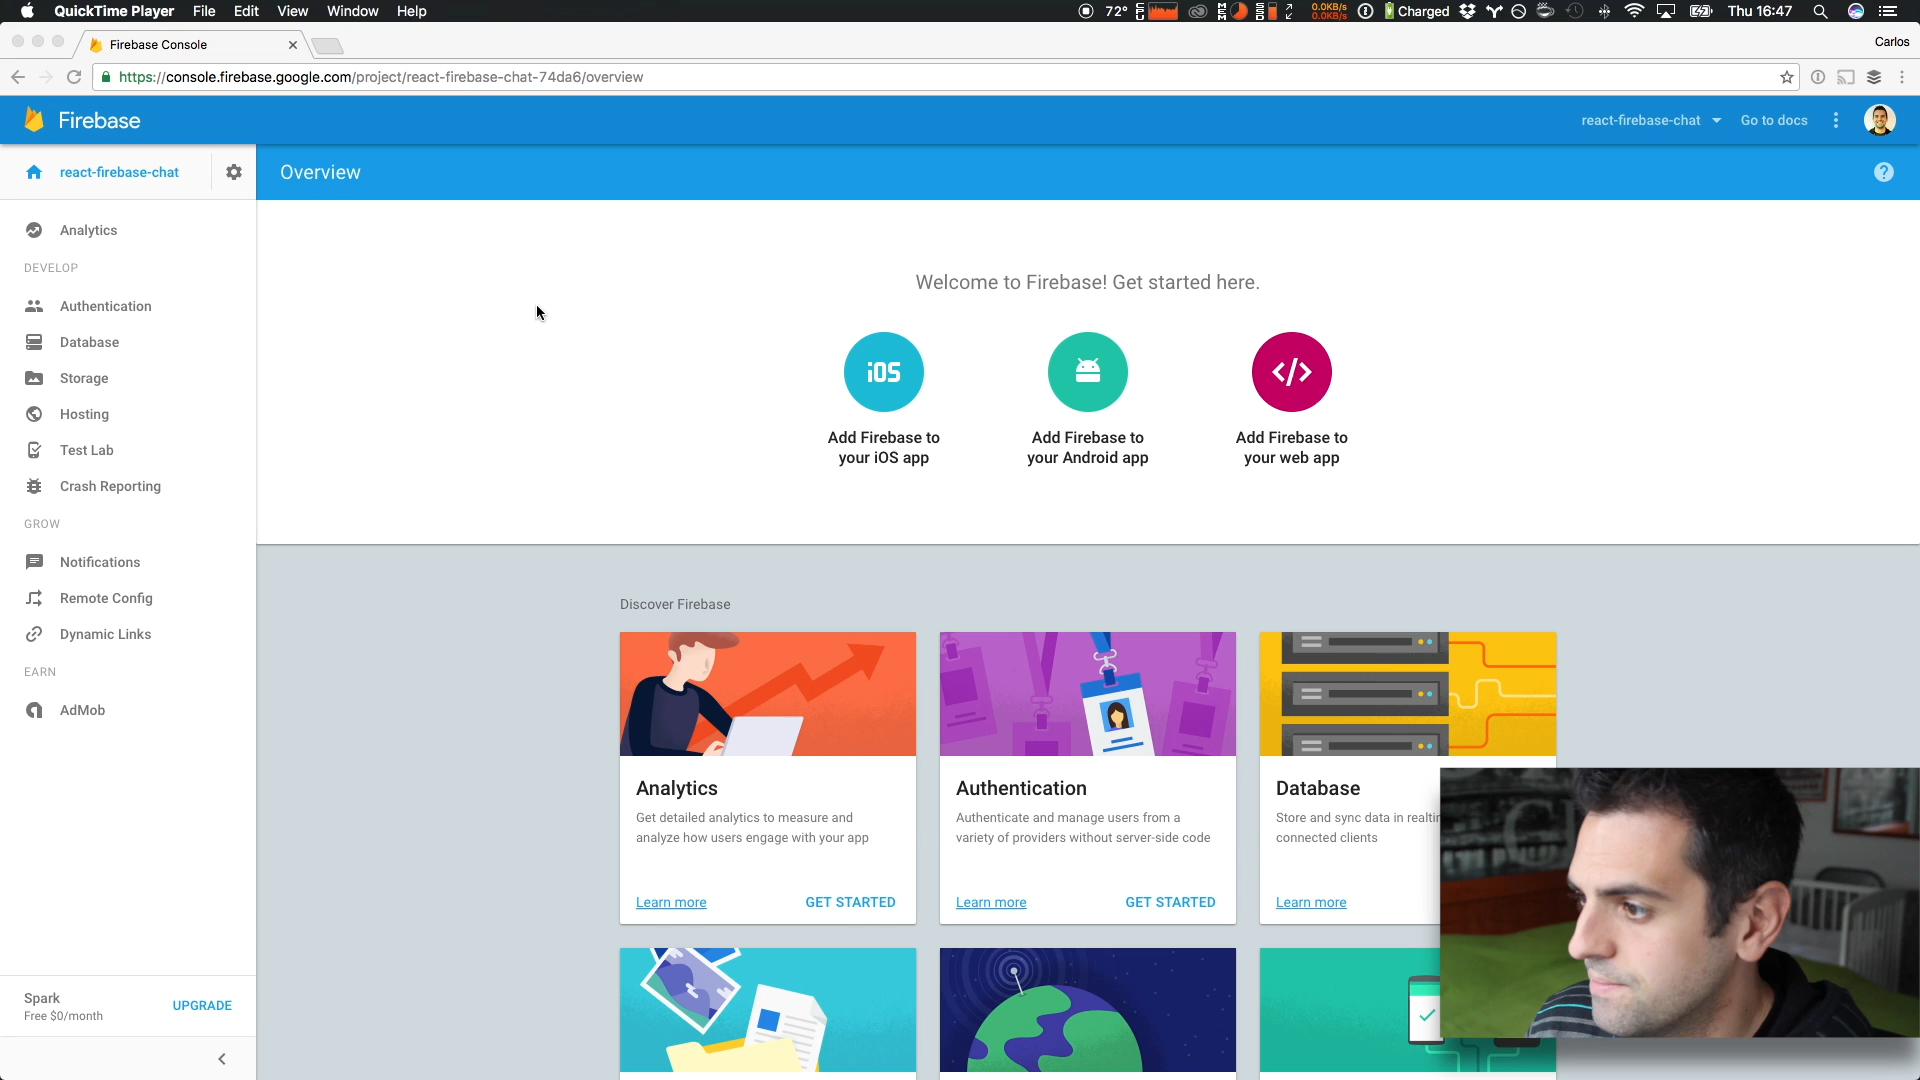 QuickTime Player File Edit View Window Help 72° 0.0KB/s 0.0KB/s Charged Thu 16:47
Firebase Console
Carlos
https://console.firebase.google.com/project/react-firebase-chat-74da6/overview
Firebase
react-firebase-chat
Go to docs
react-firebase-chat
Overview
Analytics
DEVELOP
Authentication
Database
Storage
Hosting
Test Lab
Crash Reporting
GROW
Notifications
Remote Config
Dynamic Links
EARN
AdMob
Spark
Free $0/month
UPGRADE
Welcome to Firebase! Get started here.
iOS
Add Firebase to
your iOS app
Add Firebase to
your Android app
</>
Add Firebase to
your web app
Discover Firebase
Analytics
Get detailed analytics to measure and
analyze how users engage with your app
Learn more
GET STARTED
Authentication
Authenticate and manage users from a
variety of providers without server-side code
Learn more
GET STARTED
Database
Store and sync data in
connected clients
Learn more